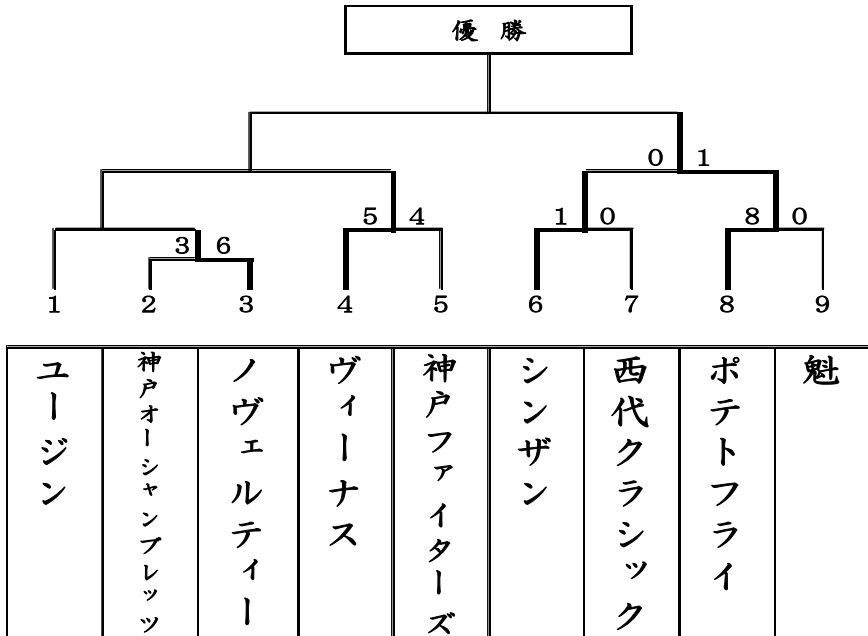 優 勝
0 1
3 6
5 4
1 0
8 0
1
2
3
4
5
6
7
8
9
ユージン
神戸オーシャンブレッツ
ノヴェルティー
ヴィーナス
神戸ファイターズ
シンザン
西代クラシック
ポテトフライ
魁